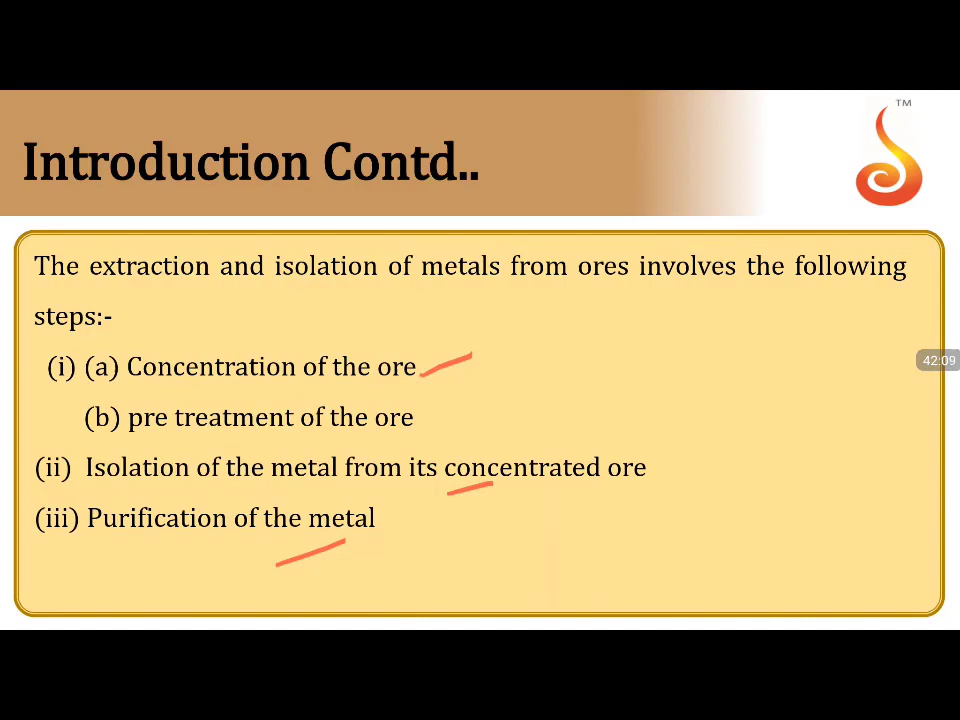 TM
Introduction Contd..
The extraction and isolation of metals from ores involves the following
steps:-
(i) (a) Concentration of the ore
42:09
(b) pre treatment of the ore
(ii) Isolation of the metal from its concentrated ore
(iii) Purification of the metal